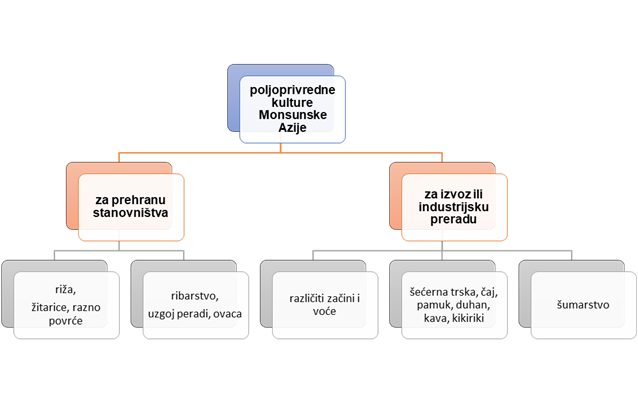 poljoprivredne
kulture
Monsunske
Azije
za prehranu
stanovništva
za izvoz ili
industrijsku
preradu
riža,
žitarice, razno
povrće
ribarstvo,
uzgoj peradi, ovaca
različiti začini i
voće
šećerna trska, čaj,
pamuk, duhan,
kava, kikiriki
šumarstvo